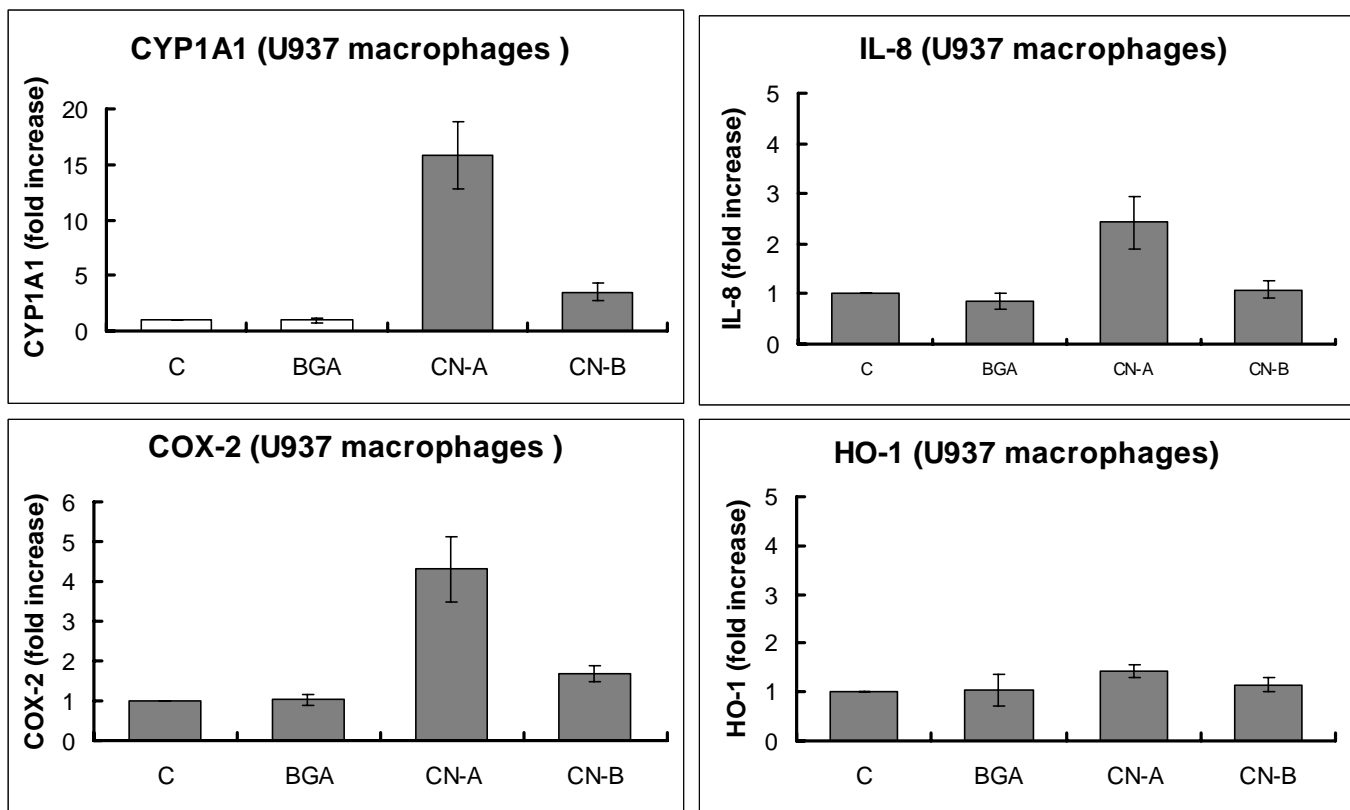 CYP1A1 (U937 macrophages )
CYP1A1 (fold increase)
20
15
10
5
0
C BGA CN-A CN-B
IL-8 (U937 macrophages)
IL-8 (fold increase)
5
4
3
2
1
0
C BGA CN-A CN-B
COX-2 (U937 macrophages )
COX-2 (fold increase)
6
5
4
3
2
1
0
C BGA CN-A CN-B
HO-1 (U937 macrophages)
HO-1 (fold increase)
5
4
3
2
1
0
C BGA CN-A CN-B